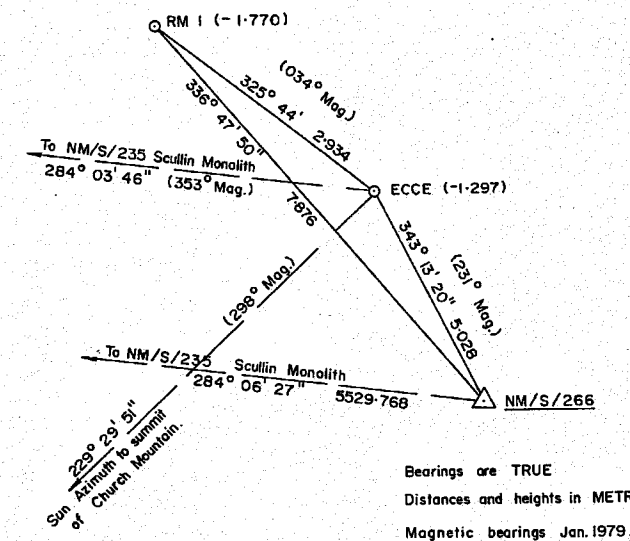 RM 1 (-1.770)
(034° Mag.)
325° 44' 2.934
336° 47' 50"
7.876
To NM/S/235 Scullin Monolith
284° 03' 46" (353° Mag.)
ECCE (-1.297)
(231° Mag.)
343° 13' 20" 5.028
(298° Mag.)
To NM/S/235 Scullin Monolith
284° 06' 27" 5529.768
NM/S/266
229° 29' 51"
Sun Azimuth to summit
of Church Mountain.
Bearings are TRUE
Distances and heights in METR
Magnetic bearings Jan. 1979